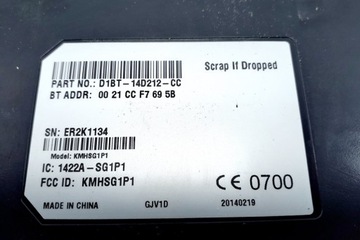 Scrap If Dropped
PART NO.: D1BT-14D212-CC
BT ADDR: 00 21 CC F7 69 5B
SN: ER2K1134
Model: KMHSG1P1
IC: 1422A-SG1P1
FCC ID: KMHSG1P1
CE 0700
MADE IN CHINA GJV1D 20140219